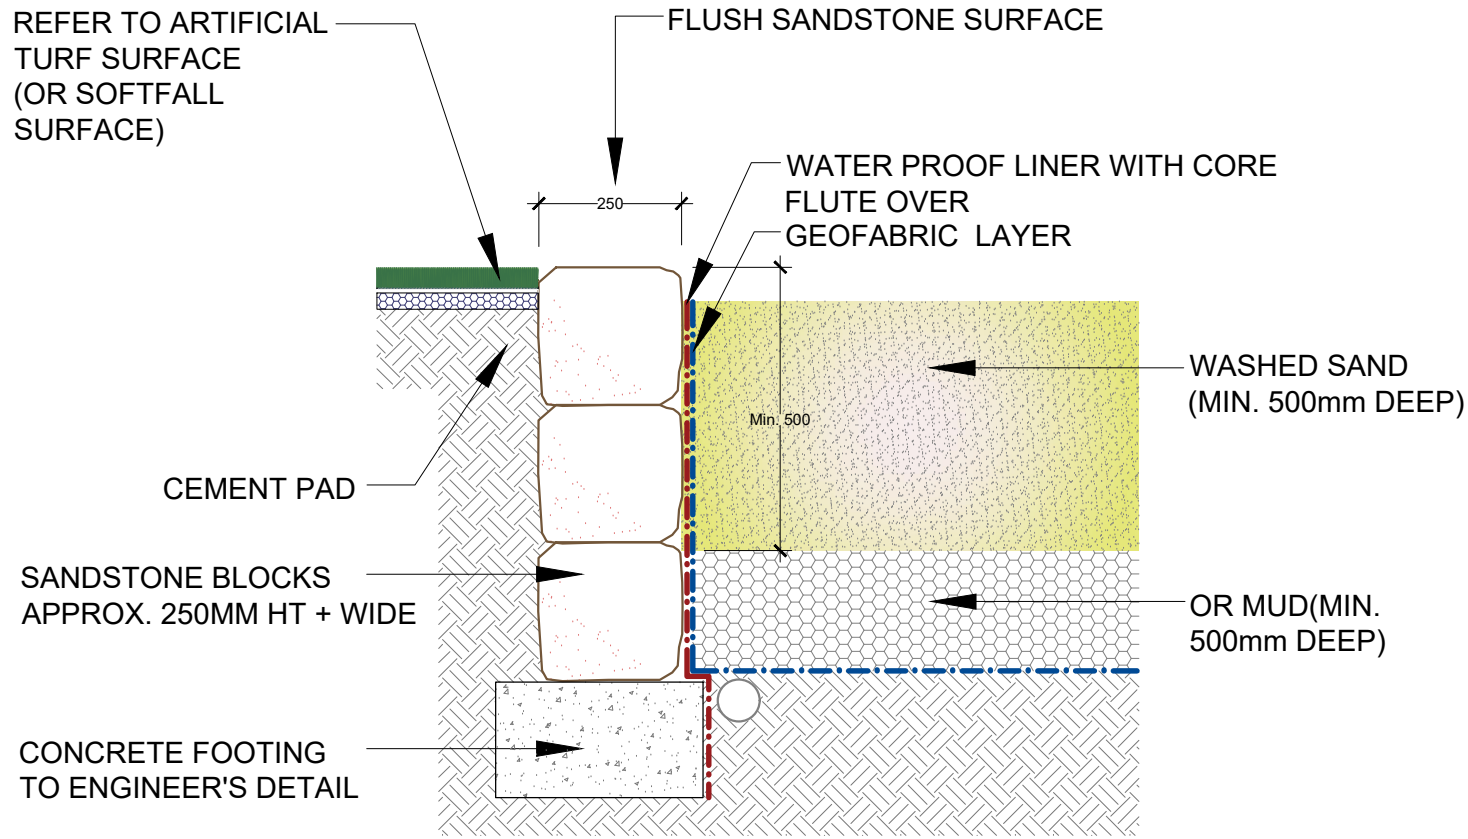 REFER TO ARTIFICIAL
TURF SURFACE
(OR SOFTFALL
SURFACE)
FLUSH SANDSTONE SURFACE
WATER PROOF LINER WITH CORE
FLUTE OVER
GEOFABRIC LAYER
250
WASHED SAND
(MIN. 500mm DEEP)
Min. 500
CEMENT PAD
SANDSTONE BLOCKS
APPROX. 250MM HT + WIDE
OR MUD(MIN.
500mm DEEP)
CONCRETE FOOTING
TO ENGINEER'S DETAIL